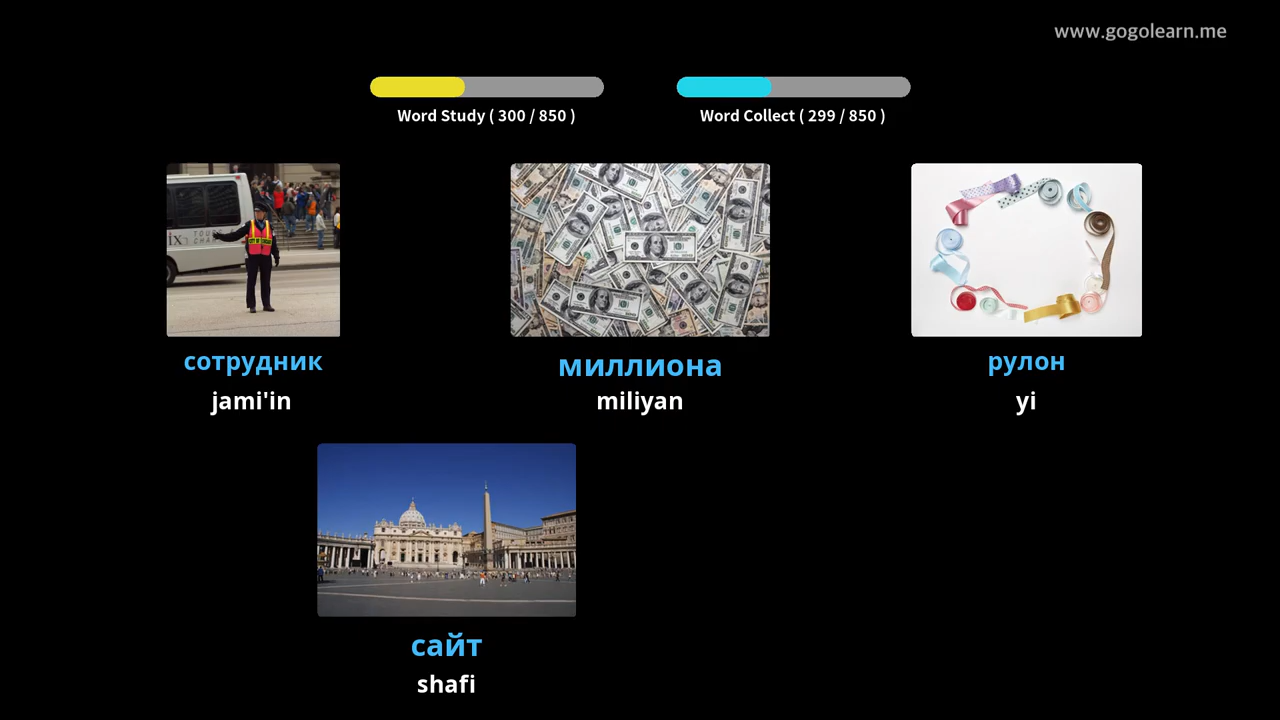 www.gogolearn.me
Word Study ( 300 / 850 )
Word Collect ( 299 / 850 )
сотрудник
jami'in
миллиона
miliyan
рулон
yi
сайт
shafi